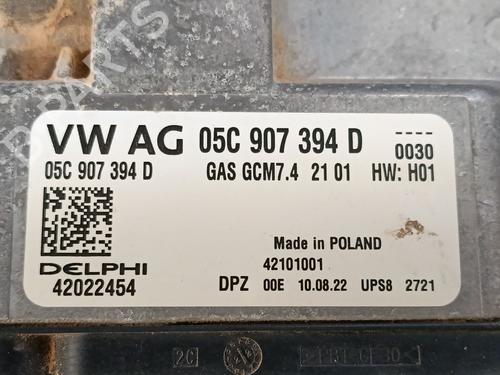 VW AG 05C 907 394 D
----
0030
05C 907 394 D GAS GCM7.4 21 01 HW: H01
Made in POLAND
42101001
DELPHI
42022454 DPZ 00E 10.08.22 UPS8 2721
2C